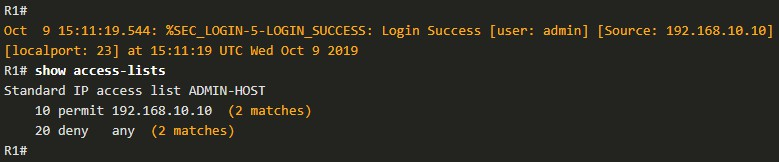 R1#
Oct  9 15:11:19.544: %SEC_LOGIN-5-LOGIN_SUCCESS: Login Success [user: admin] [Source: 192.168.10.10]
[localport: 23] at 15:11:19 UTC Wed Oct 9 2019
R1# show access-lists
Standard IP access list ADMIN-HOST
    10 permit 192.168.10.10  (2 matches)
    20 deny   any  (2 matches)
R1#